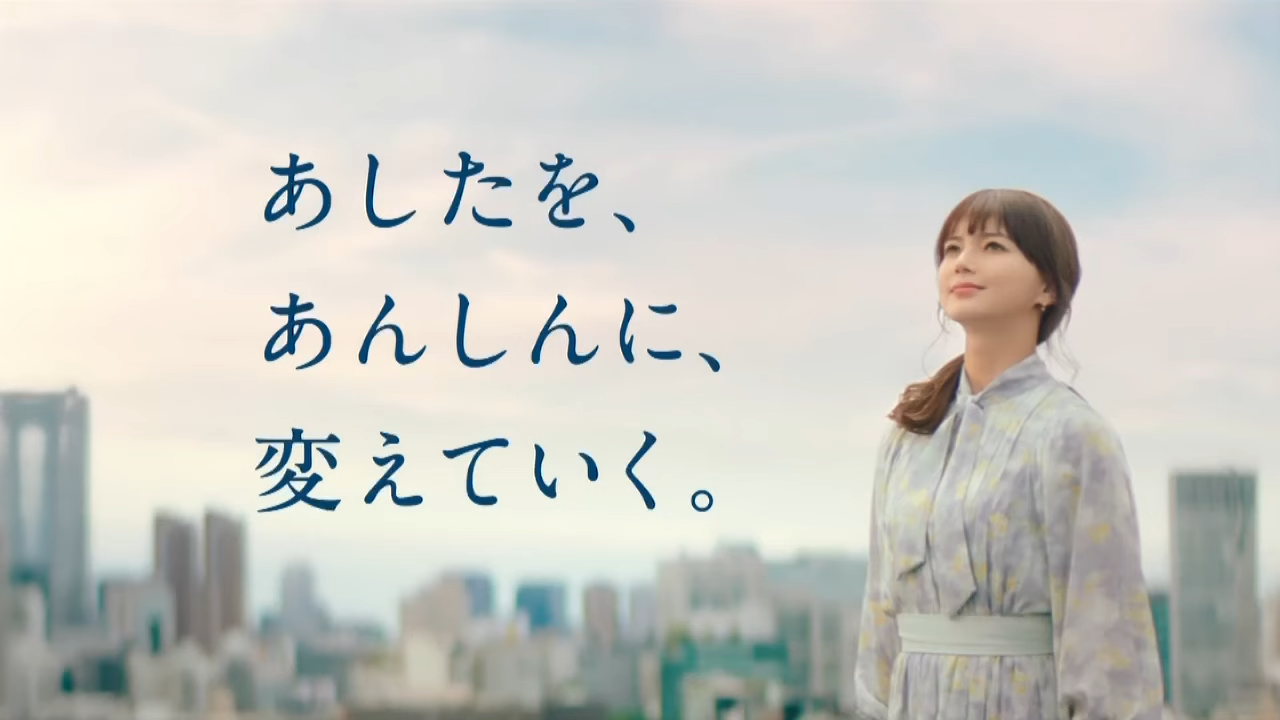 あしたを、
あんしんに、
変えていく。